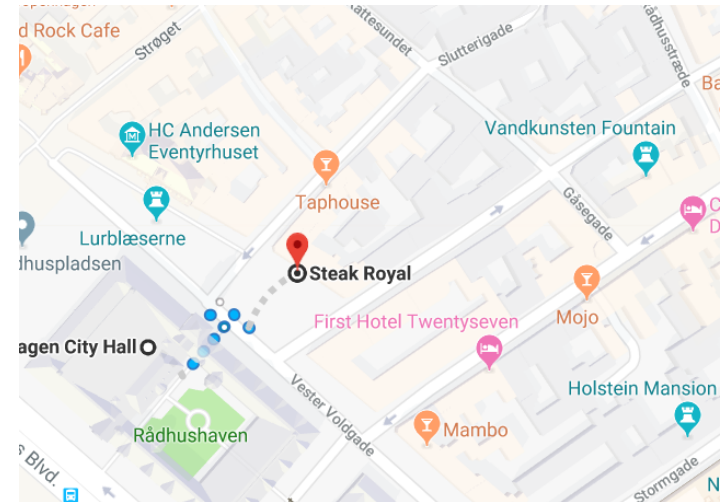 d Rock Cafe
Strøget
Kattesundet
Slutterigade
Rådhusstræde
HC Andersen
Eventyrhuset
Vandkunsten Fountain
Taphouse
Gåsegade
Lurblæserne
dhuspladsen
Steak Royal
agen City Hall
First Hotel Twentyseven
Mojo
Holstein Mansion
Vester Voldgade
Rådhushaven
Mambo
s Blvd.
Stormgade